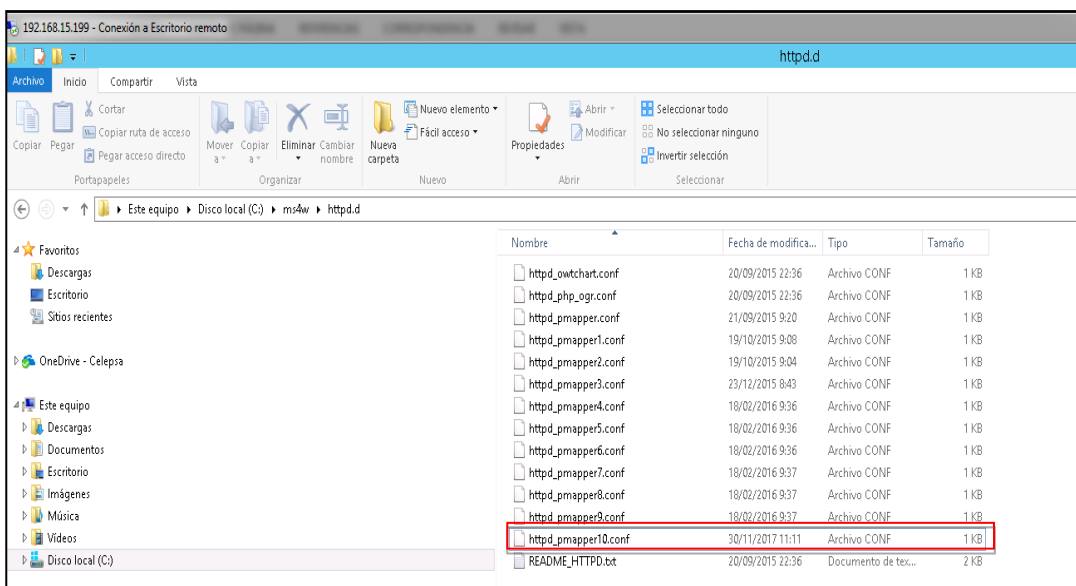 192.168.15.199 - Conexión a Escritorio remoto
httpd.d
Archivo Inicio Compartir Vista
Copiar Pegar Cortar Copiar ruta de acceso Pegar acceso directo
Portapapeles
Mover a Copiar a Eliminar Cambiar nombre
Organizar
Nueva carpeta Nuevo elemento Fácil acceso
Nuevo
Propiedades Abrir Modificar
Abrir
Seleccionar todo No seleccionar ninguno Invertir selección
Seleccionar
Este equipo Disco local (C:) ms4w httpd.d
Favoritos
Descargas
Escritorio
Sitios recientes
OneDrive - Celepsa
Este equipo
Descargas
Documentos
Escritorio
Imágenes
Música
Vídeos
Disco local (C:)
Nombre Fecha de modifica... Tipo Tamaño
httpd_owtchart.conf 20/09/2015 22:36 Archivo CONF 1 KB
httpd_php_ogr.conf 20/09/2015 22:36 Archivo CONF 1 KB
httpd_pmapper.conf 21/09/2015 9:20 Archivo CONF 1 KB
httpd_pmapper1.conf 19/10/2015 9:08 Archivo CONF 1 KB
httpd_pmapper2.conf 19/10/2015 9:04 Archivo CONF 1 KB
httpd_pmapper3.conf 23/12/2015 8:43 Archivo CONF 1 KB
httpd_pmapper4.conf 18/02/2016 9:36 Archivo CONF 1 KB
httpd_pmapper5.conf 18/02/2016 9:36 Archivo CONF 1 KB
httpd_pmapper6.conf 18/02/2016 9:36 Archivo CONF 1 KB
httpd_pmapper7.conf 18/02/2016 9:37 Archivo CONF 1 KB
httpd_pmapper8.conf 18/02/2016 9:37 Archivo CONF 1 KB
httpd_pmapper9.conf 18/02/2016 9:37 Archivo CONF 1 KB
httpd_pmapper10.conf 30/11/2017 11:11 Archivo CONF 1 KB
README_HTTPD.txt 20/09/2015 22:36 Documento de tex... 2 KB